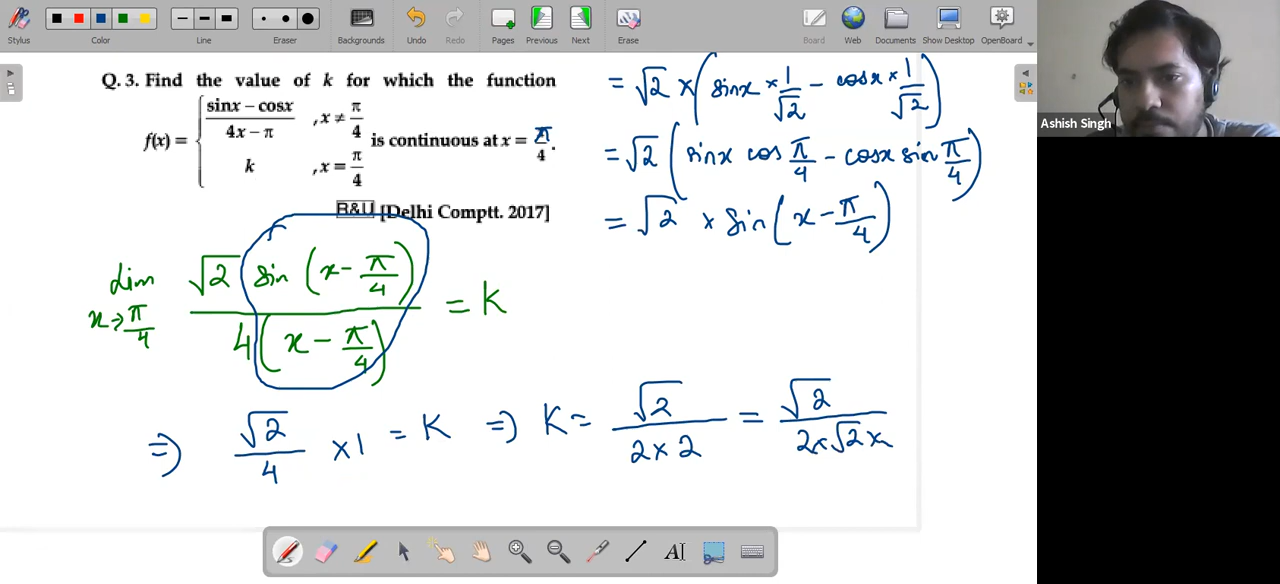 Stylus Color Line Eraser Backgrounds Undo Redo Pages Previous Next Erase Board Web Documents Show Desktop OpenBoard
Ashish Singh
Q. 3. Find the value of k for which the function
f(x) = { (sinx – cosx)/(4x – π) , x ≠ π/4
k , x = π/4
is continuous at x = π/4.
R&U [Delhi Comptt. 2017]
= √2 × (sinx × 1/√2 – cosx × 1/√2)
= √2 (sinx cos π/4 – cosx sin π/4)
= √2 × sin(x – π/4)
lim x→π/4 √2 sin(x – π/4) / 4(x – π/4) = K
⇒ √2/4 × 1 = K ⇒ K = √2/(2×2) = √2/(2×√2×
AI